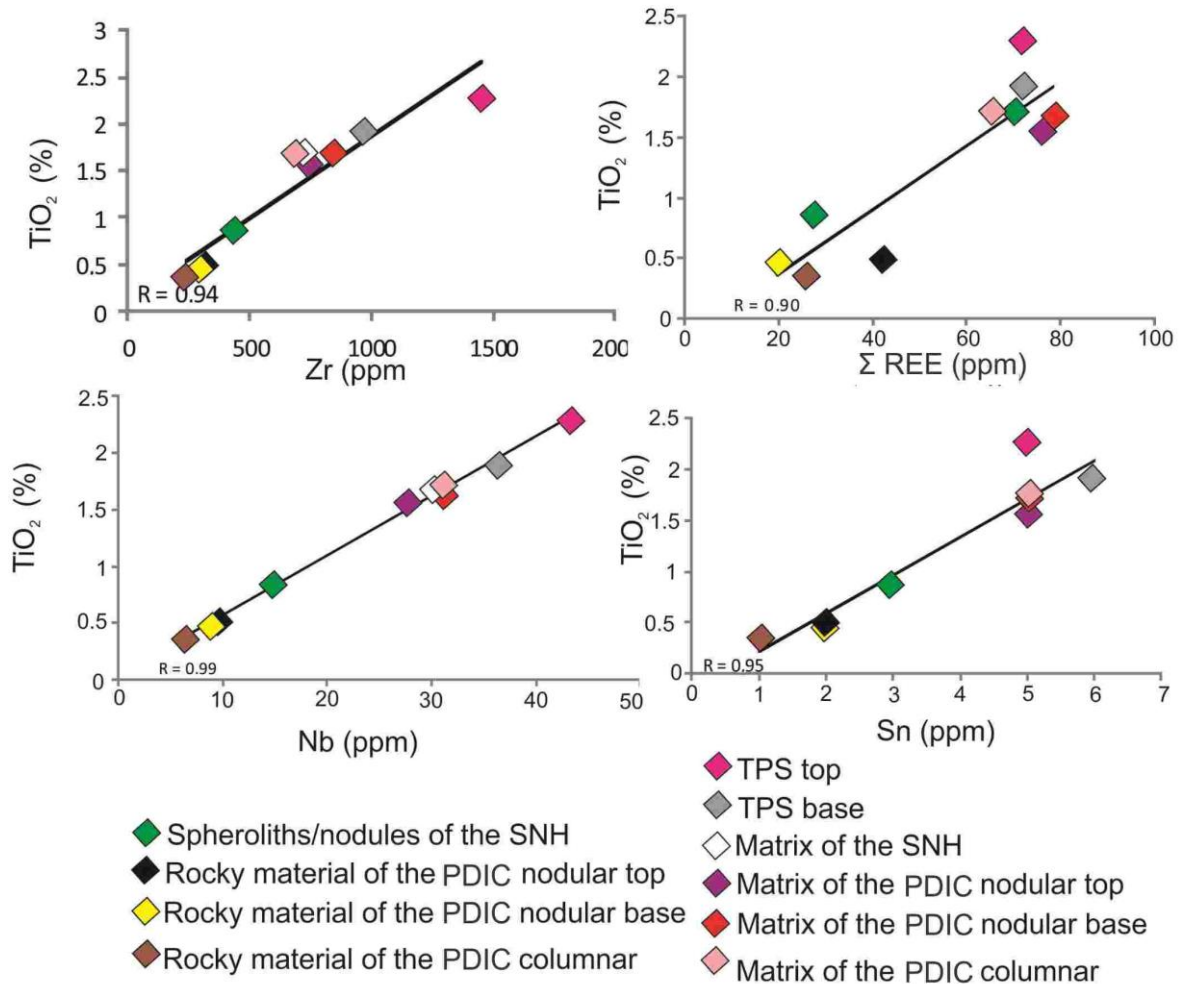 3
2.5
2
1.5
1
0.5
0
TiO₂ (%)
R = 0.94
0
500
1000
1500
200
Zr (ppm
2.5
2
1.5
1
0.5
0
TiO₂ (%)
R = 0.90
0
20
40
60
80
100
Σ REE (ppm)
2.5
2
1.5
1
0.5
0
TiO₂ (%)
R = 0.99
0
10
20
30
40
50
Nb (ppm)
2.5
2
1.5
1
0.5
0
TiO₂ (%)
R = 0.95
0
1
2
3
4
5
6
7
Sn (ppm)
Spheroliths/nodules of the SNH
Rocky material of the PDIC nodular top
Rocky material of the PDIC nodular base
Rocky material of the PDIC columnar
TPS top
TPS base
Matrix of the SNH
Matrix of the PDIC nodular top
Matrix of the PDIC nodular base
Matrix of the PDIC columnar